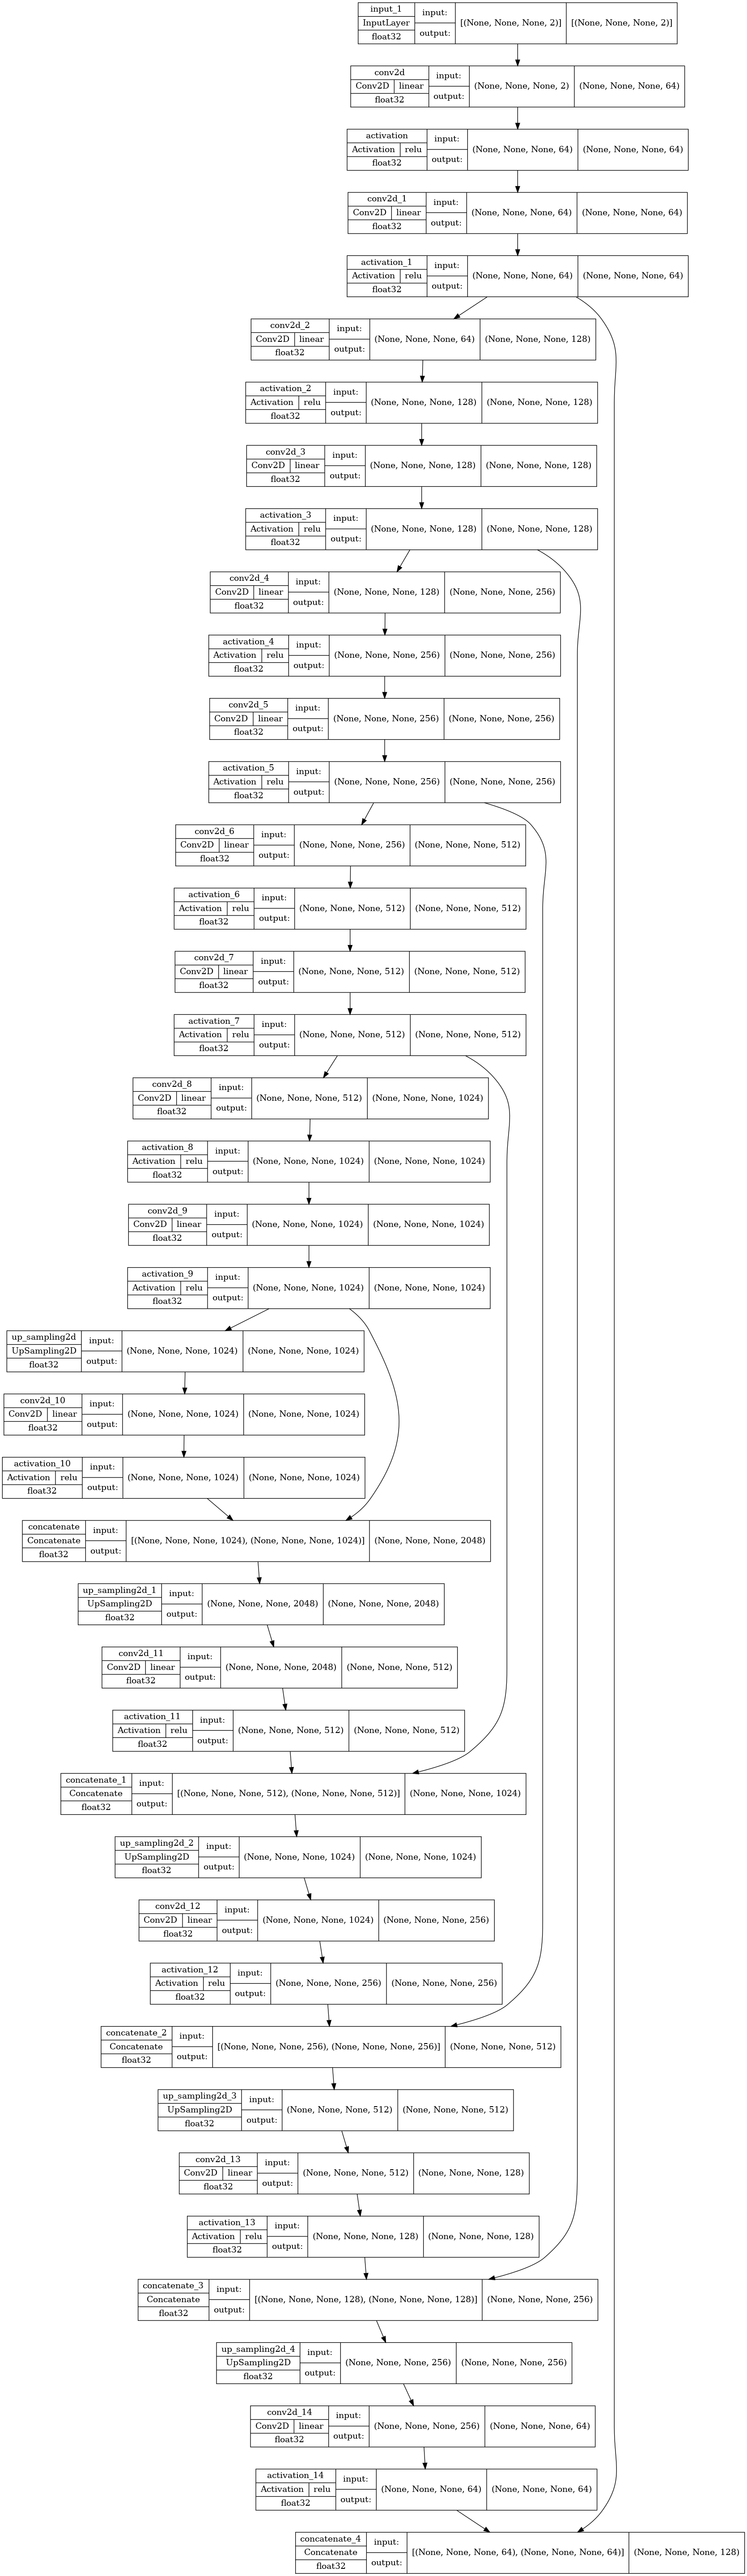 input_1
InputLayer
float32
input:
output:
[(None, None, None, 2)]
[(None, None, None, 2)]
conv2d
Conv2D linear
float32
input:
output:
(None, None, None, 2)
(None, None, None, 64)
activation
Activation relu
float32
input:
output:
(None, None, None, 64)
(None, None, None, 64)
conv2d_1
Conv2D linear
float32
input:
output:
(None, None, None, 64)
(None, None, None, 64)
activation_1
Activation relu
float32
input:
output:
(None, None, None, 64)
(None, None, None, 64)
conv2d_2
Conv2D linear
float32
input:
output:
(None, None, None, 64)
(None, None, None, 128)
activation_2
Activation relu
float32
input:
output:
(None, None, None, 128)
(None, None, None, 128)
conv2d_3
Conv2D linear
float32
input:
output:
(None, None, None, 128)
(None, None, None, 128)
activation_3
Activation relu
float32
input:
output:
(None, None, None, 128)
(None, None, None, 128)
conv2d_4
Conv2D linear
float32
input:
output:
(None, None, None, 128)
(None, None, None, 256)
activation_4
Activation relu
float32
input:
output:
(None, None, None, 256)
(None, None, None, 256)
conv2d_5
Conv2D linear
float32
input:
output:
(None, None, None, 256)
(None, None, None, 256)
activation_5
Activation relu
float32
input:
output:
(None, None, None, 256)
(None, None, None, 256)
conv2d_6
Conv2D linear
float32
input:
output:
(None, None, None, 256)
(None, None, None, 512)
activation_6
Activation relu
float32
input:
output:
(None, None, None, 512)
(None, None, None, 512)
conv2d_7
Conv2D linear
float32
input:
output:
(None, None, None, 512)
(None, None, None, 512)
activation_7
Activation relu
float32
input:
output:
(None, None, None, 512)
(None, None, None, 512)
conv2d_8
Conv2D linear
float32
input:
output:
(None, None, None, 512)
(None, None, None, 1024)
activation_8
Activation relu
float32
input:
output:
(None, None, None, 1024)
(None, None, None, 1024)
conv2d_9
Conv2D linear
float32
input:
output:
(None, None, None, 1024)
(None, None, None, 1024)
activation_9
Activation relu
float32
input:
output:
(None, None, None, 1024)
(None, None, None, 1024)
up_sampling2d
UpSampling2D
float32
input:
output:
(None, None, None, 1024)
(None, None, None, 1024)
conv2d_10
Conv2D linear
float32
input:
output:
(None, None, None, 1024)
(None, None, None, 1024)
activation_10
Activation relu
float32
input:
output:
(None, None, None, 1024)
(None, None, None, 1024)
concatenate
Concatenate
float32
input:
output:
[(None, None, None, 1024), (None, None, None, 1024)]
(None, None, None, 2048)
up_sampling2d_1
UpSampling2D
float32
input:
output:
(None, None, None, 2048)
(None, None, None, 2048)
conv2d_11
Conv2D linear
float32
input:
output:
(None, None, None, 2048)
(None, None, None, 512)
activation_11
Activation relu
float32
input:
output:
(None, None, None, 512)
(None, None, None, 512)
concatenate_1
Concatenate
float32
input:
output:
[(None, None, None, 512), (None, None, None, 512)]
(None, None, None, 1024)
up_sampling2d_2
UpSampling2D
float32
input:
output:
(None, None, None, 1024)
(None, None, None, 1024)
conv2d_12
Conv2D linear
float32
input:
output:
(None, None, None, 1024)
(None, None, None, 256)
activation_12
Activation relu
float32
input:
output:
(None, None, None, 256)
(None, None, None, 256)
concatenate_2
Concatenate
float32
input:
output:
[(None, None, None, 256), (None, None, None, 256)]
(None, None, None, 512)
up_sampling2d_3
UpSampling2D
float32
input:
output:
(None, None, None, 512)
(None, None, None, 512)
conv2d_13
Conv2D linear
float32
input:
output:
(None, None, None, 512)
(None, None, None, 128)
activation_13
Activation relu
float32
input:
output:
(None, None, None, 128)
(None, None, None, 128)
concatenate_3
Concatenate
float32
input:
output:
[(None, None, None, 128), (None, None, None, 128)]
(None, None, None, 256)
up_sampling2d_4
UpSampling2D
float32
input:
output:
(None, None, None, 256)
(None, None, None, 256)
conv2d_14
Conv2D linear
float32
input:
output:
(None, None, None, 256)
(None, None, None, 64)
activation_14
Activation relu
float32
input:
output:
(None, None, None, 64)
(None, None, None, 64)
concatenate_4
Concatenate
float32
input:
output:
[(None, None, None, 64), (None, None, None, 64)]
(None, None, None, 128)